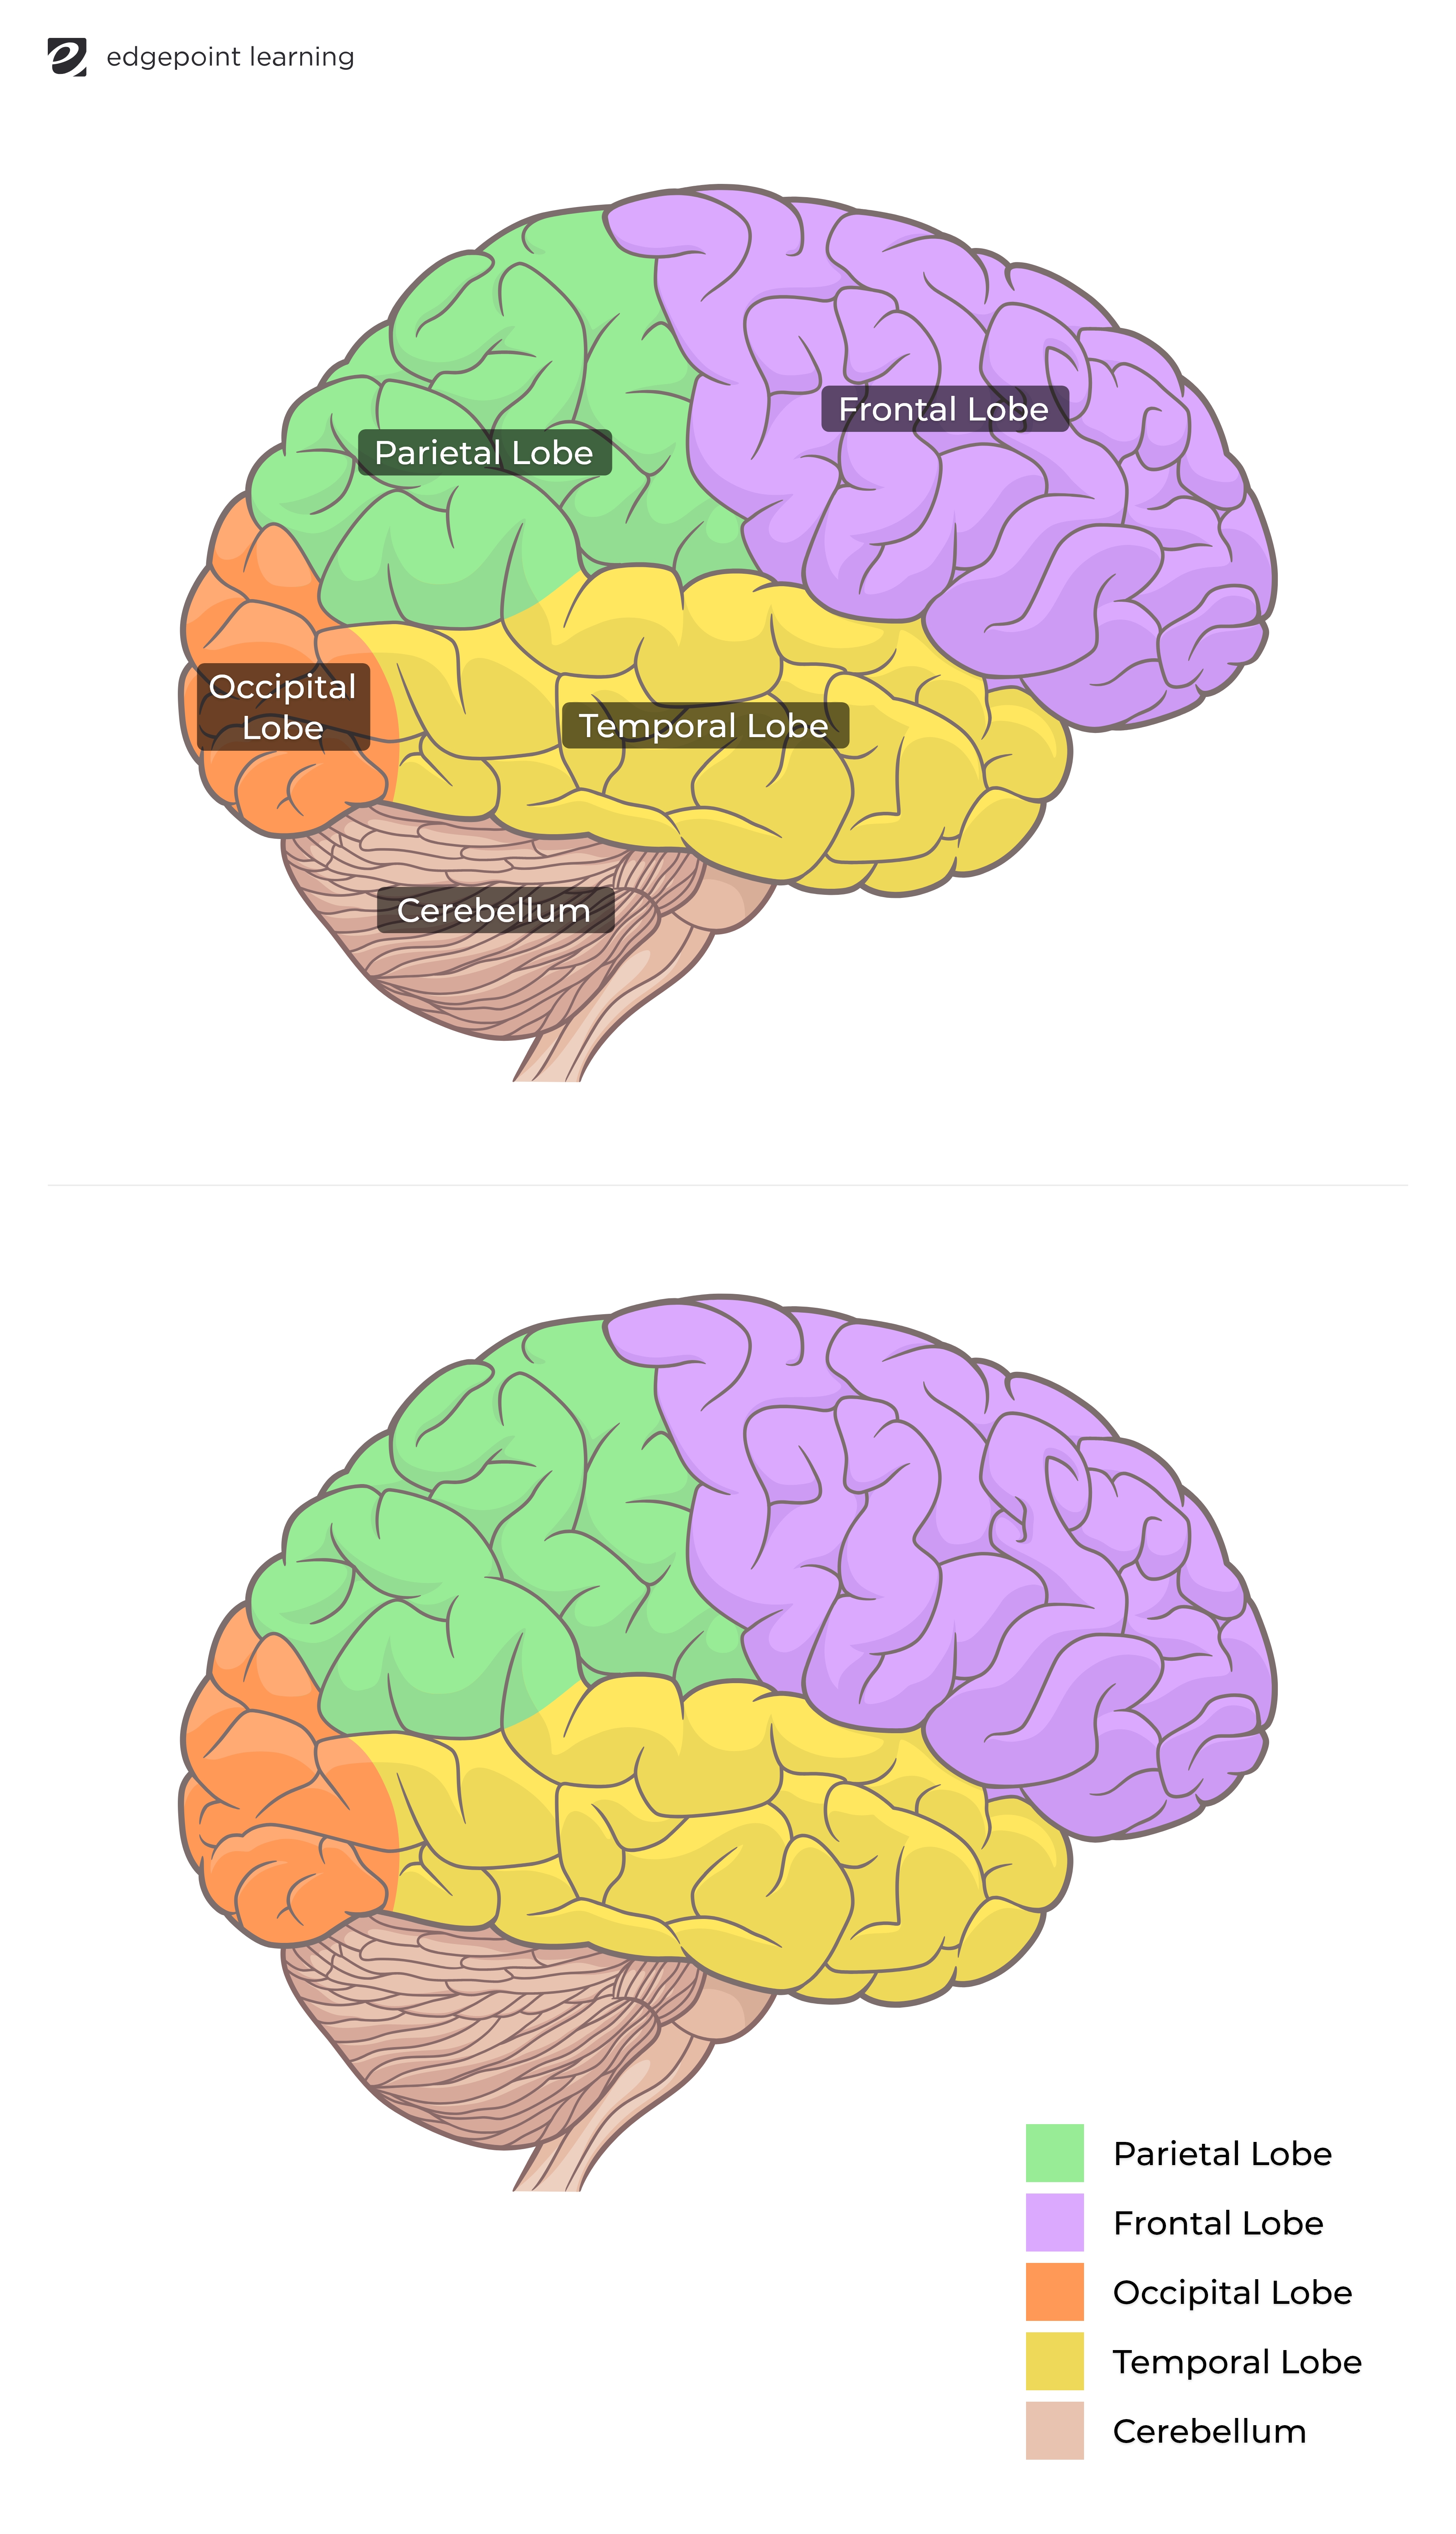 edgepoint learning
Frontal Lobe
Parietal Lobe
Occipital
Lobe
Temporal Lobe
Cerebellum
Parietal Lobe
Frontal Lobe
Occipital Lobe
Temporal Lobe
Cerebellum